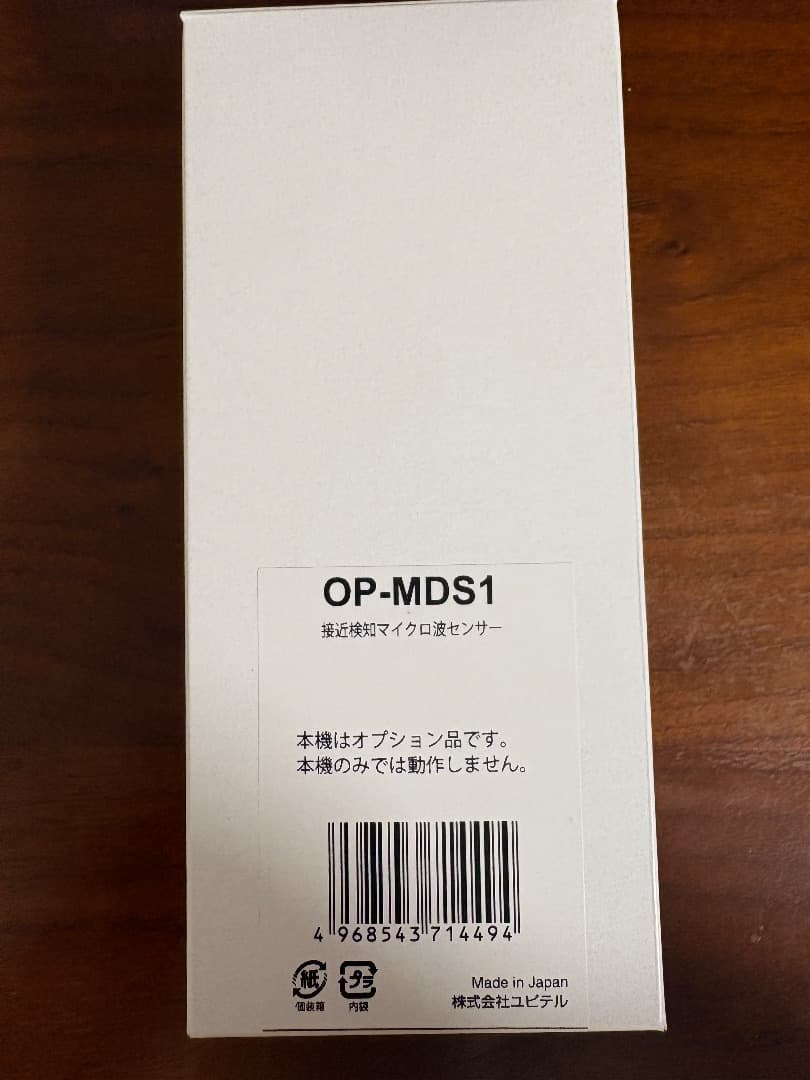 OP-MDS1
接近検知マイクロ波センサー
本機はオプション品です。
本機のみでは動作しません。
4 968543 714494
紙 プラ
個装箱 内袋
Made in Japan
株式会社ユピテル